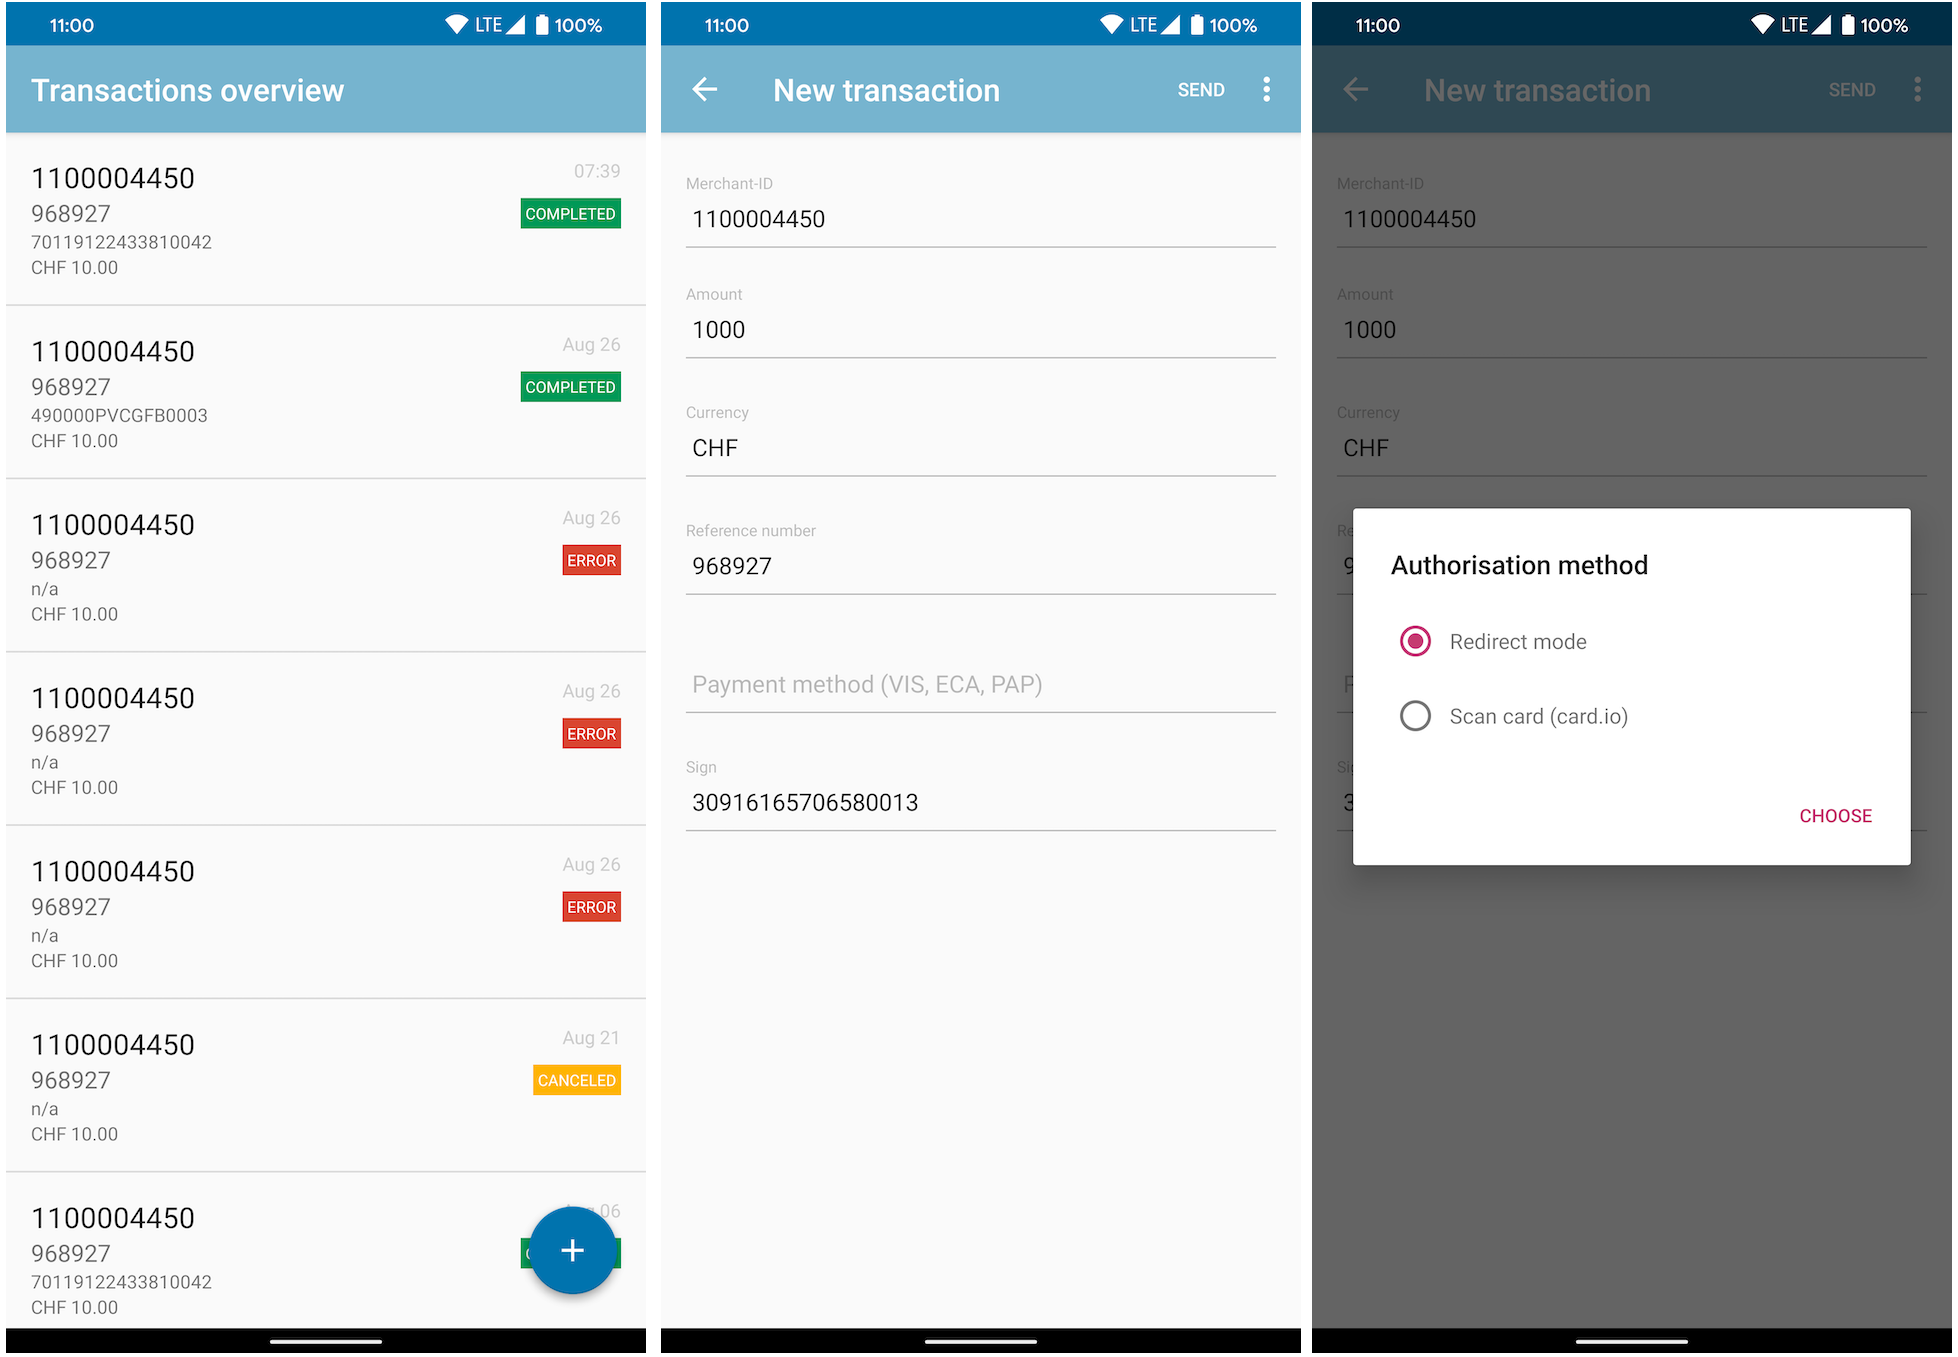 11:00 LTE 100%
Transactions overview
1100004450 07:39
968927 COMPLETED
70119122433810042
CHF 10.00
1100004450 Aug 26
968927 COMPLETED
490000PVCGFB0003
CHF 10.00
1100004450 Aug 26
968927 ERROR
n/a
CHF 10.00
1100004450 Aug 26
968927 ERROR
n/a
CHF 10.00
1100004450 Aug 26
968927 ERROR
n/a
CHF 10.00
1100004450 Aug 21
968927 CANCELED
n/a
CHF 10.00
1100004450 06
968927
70119122433810042
CHF 10.00
11:00 LTE 100%
New transaction SEND
Merchant-ID
1100004450
Amount
1000
Currency
CHF
Reference number
968927
Payment method (VIS, ECA, PAP)
Sign
30916165706580013
11:00 LTE 100%
New transaction SEND
Merchant-ID
1100004450
Amount
1000
Currency
CHF
Authorisation method
Redirect mode
Scan card (card.io)
CHOOSE